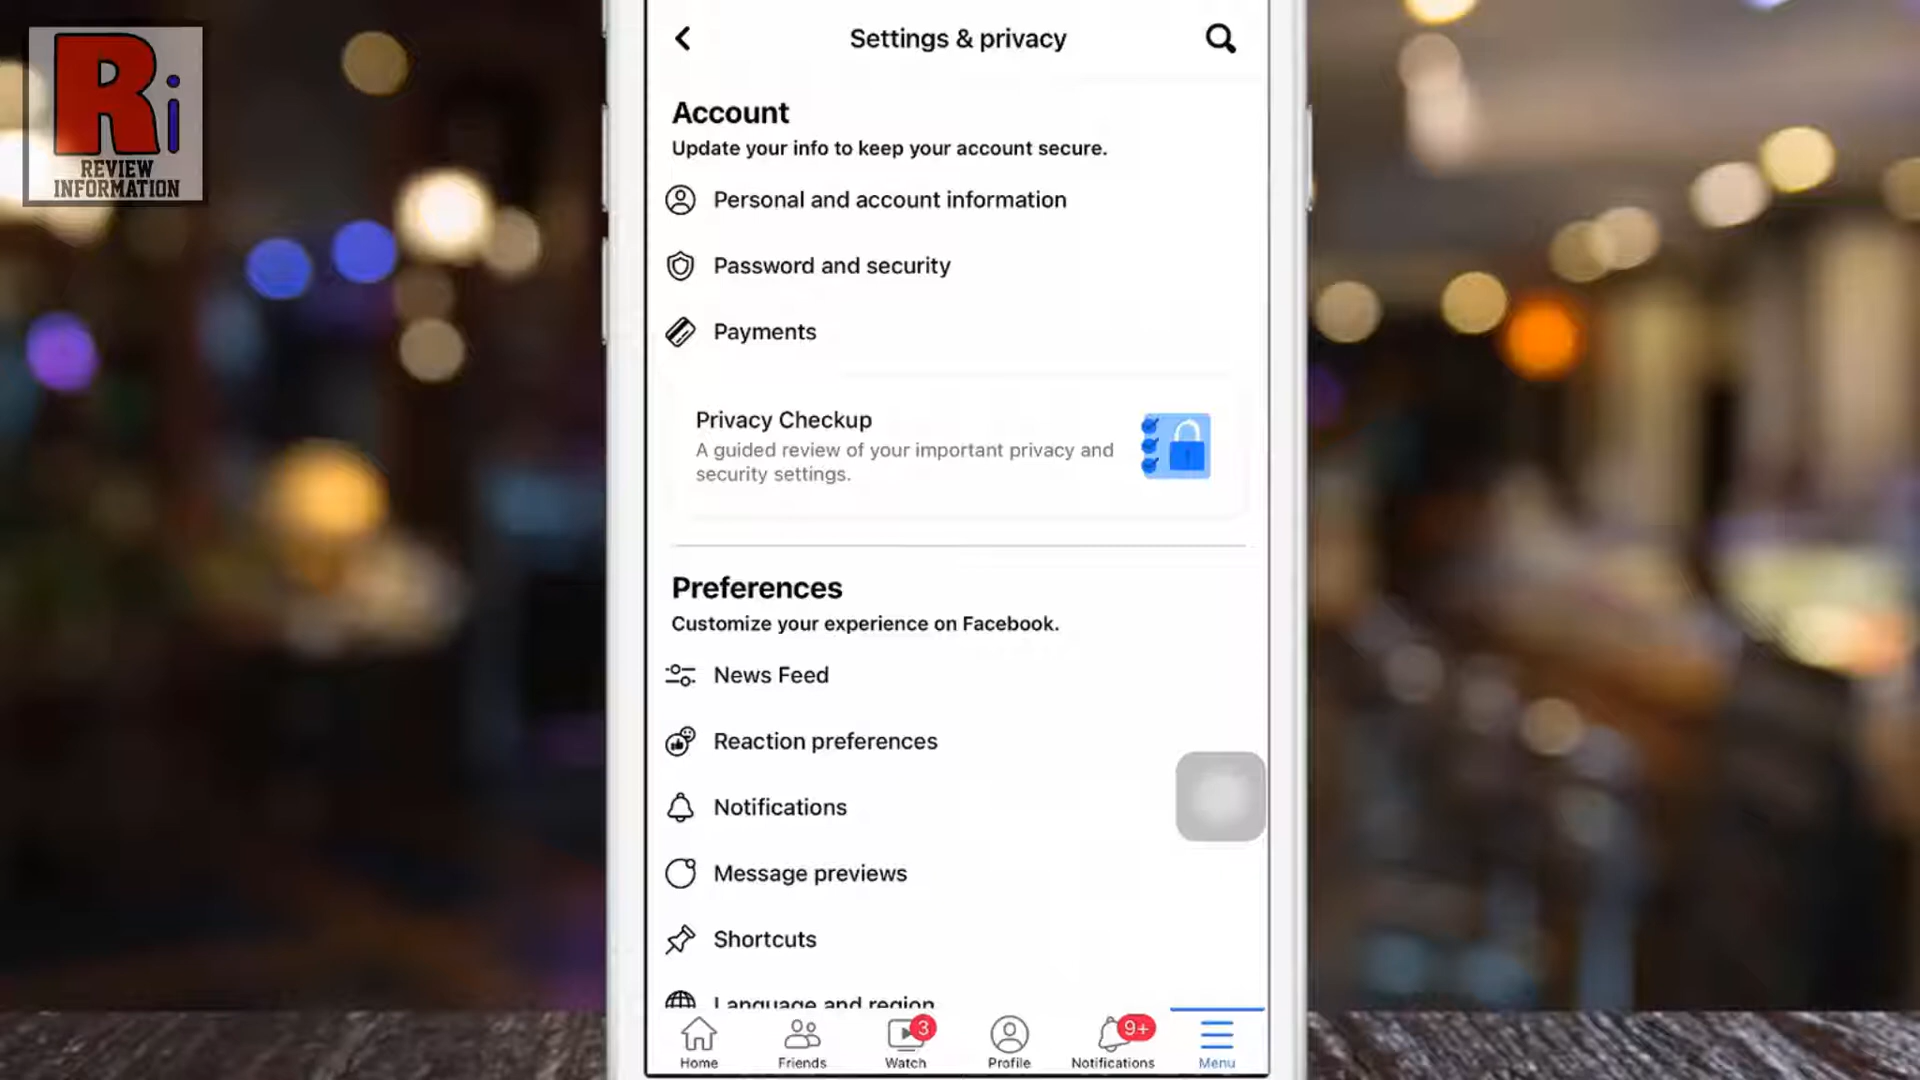 Ri
REVIEW
INFORMATION
Settings & privacy
Account
Update your info to keep your account secure.
Personal and account information
Password and security
Payments
Privacy Checkup
A guided review of your important privacy and
security settings.
Preferences
Customize your experience on Facebook.
News Feed
Reaction preferences
Notifications
Message previews
Shortcuts
Language and region
Home
Friends
3
Watch
Profile
9+
Notifications
Menu